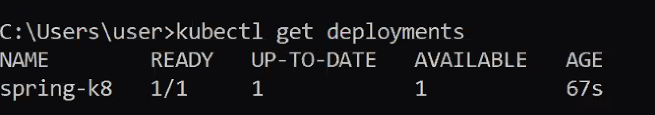 C:\Users\user>kubectl get deployments
NAME READY UP-TO-DATE AVAILABLE AGE
spring-k8 1/1 1 1 67s